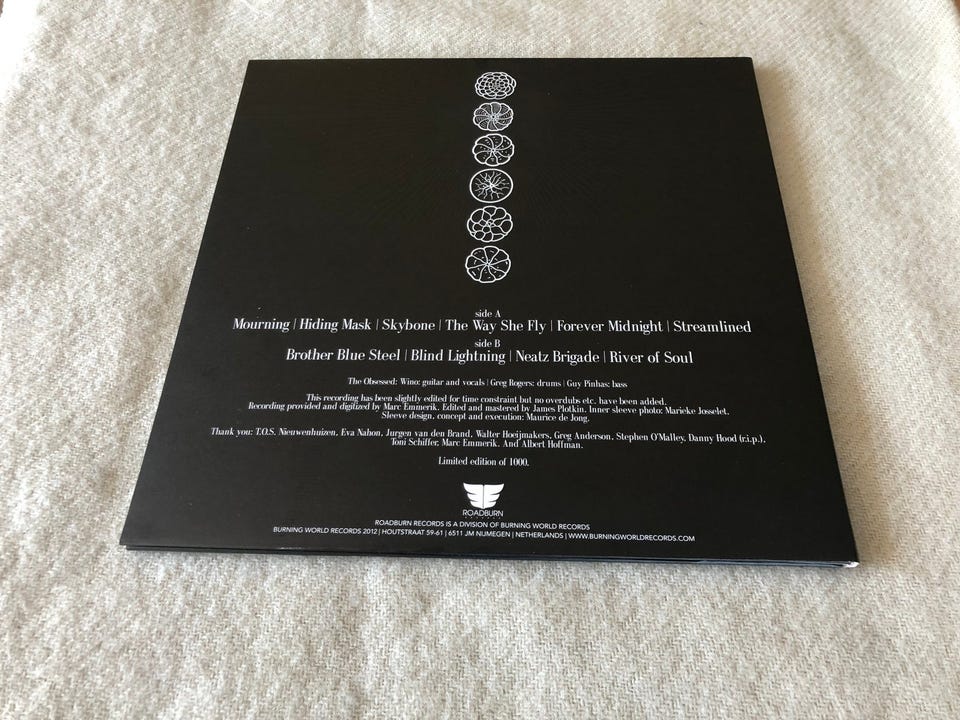 side A
Mourning | Hiding Mask | Skybone | The Way She Fly | Forever Midnight | Streamlined
side B
Brother Blue Steel | Blind Lightning | Neatz Brigade | River of Soul
The Obsessed: Wino: guitar and vocals | Greg Rogers: drums | Guy Pinhas: bass
This recording has been slightly edited for time constraint but no overdubs etc. have been added.
Recording provided and digitized by Marc Emmerik. Edited and mastered by James Plotkin. Inner sleeve photo: Marieke Josselet.
Sleeve design, concept and execution: Maurice de Jong.
Thank you: T.O.S. Nieuwenhuizen, Eva Nahon, Jurgen van den Brand, Walter Hoeijmakers, Greg Anderson, Stephen O'Malley, Danny Hood (r.i.p.),
Toni Schiffer, Marc Emmerik. And Albert Hoffman.
Limited edition of 1000.
ROADBURN
ROADBURN RECORDS IS A DIVISION OF BURNING WORLD RECORDS
BURNING WORLD RECORDS 2012 | HOUTSTRAAT 59-61 | 6511 JM NIJMEGEN | NETHERLANDS | WWW.BURNINGWORLDRECORDS.COM